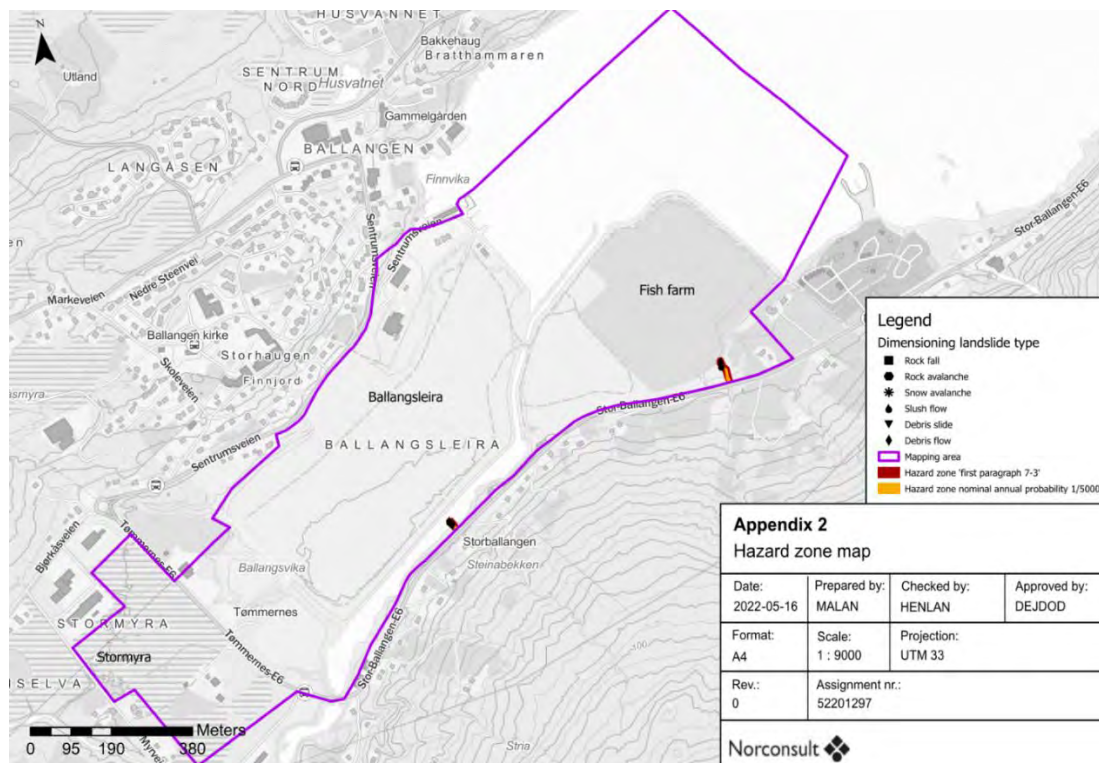 HUSVANNET
Bakkehaug
Bratthammaren
N
Utland
SENTRUM
NORD
Husvatnet
Gammelgården
BALLANGEN
LANGÅSEN
Finnvika
Sentrumsveien
Sentrumsveien
Stor-Ballangen-E6
Nedre Steenvei
Markeveien
Fish farm
Ballangen kirke
Storhaugen
Finnjord
Skoleveien
Ballangsleira
BALLANGSLEIRA
Stor-Ballangen-E6
Sentrumsveien
Legend
Dimensioning landslide type
Rock fall
Rock avalanche
Snow avalanche
Slush flow
Debris slide
Debris flow
Mapping area
Hazard zone 'first paragraph 7-3'
Hazard zone nominal annual probability 1/5000
Storballangen
Steinabekken
Bjørkåsveien
Tømmernes-E6
Ballangsvika
Tømmernes
STORMYRA
Stormyra
Tømmernes-E6
Stor-Ballangen-E6
100
NSELVA
Stria
Meters
0 95 190 380
Appendix 2
Hazard zone map
Date: Prepared by: Checked by: Approved by:
2022-05-16 MALAN HENLAN DEJDOD
Format: Scale: Projection:
A4 1 : 9000 UTM 33
Rev.: Assignment nr.:
0 52201297
Norconsult